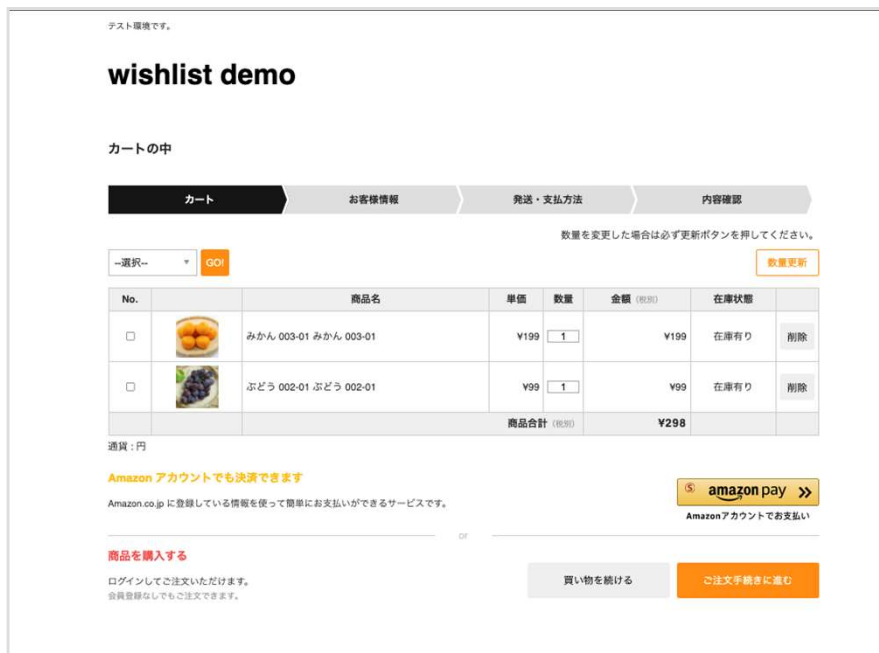 テスト環境です。
wishlist demo
カートの中
カート お客様情報 発送・支払方法 内容確認
数量を変更した場合は必ず更新ボタンを押してください。
--選択-- GO! 数量更新
No. 商品名 単価 数量 金額 (税別) 在庫状態
みかん 003-01 みかん 003-01 ¥199 1 ¥199 在庫有り 削除
ぶどう 002-01 ぶどう 002-01 ¥99 1 ¥99 在庫有り 削除
商品合計 (税別) ¥298
通貨 : 円
Amazon アカウントでも決済できます
Amazon.co.jp に登録している情報を使って簡単にお支払いができるサービスです。
S amazon pay
Amazonアカウントでお支払い
or
商品を購入する
ログインしてご注文いただけます。
会員登録なしでもご注文できます。
買い物を続ける ご注文手続きに進む